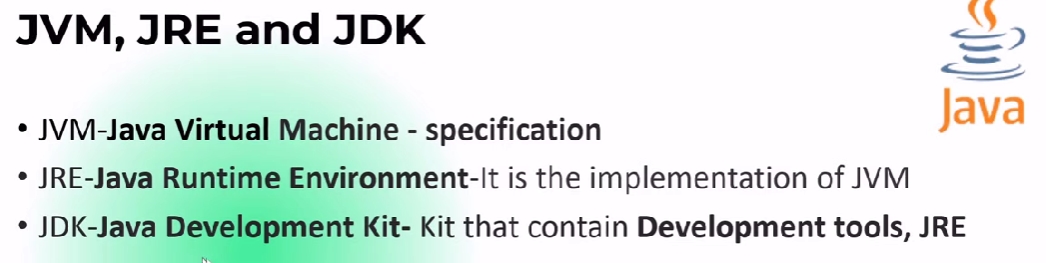 JVM, JRE and JDK
Java
• JVM-Java Virtual Machine - specification
• JRE-Java Runtime Environment-It is the implementation of JVM
• JDK-Java Development Kit- Kit that contain Development tools, JRE